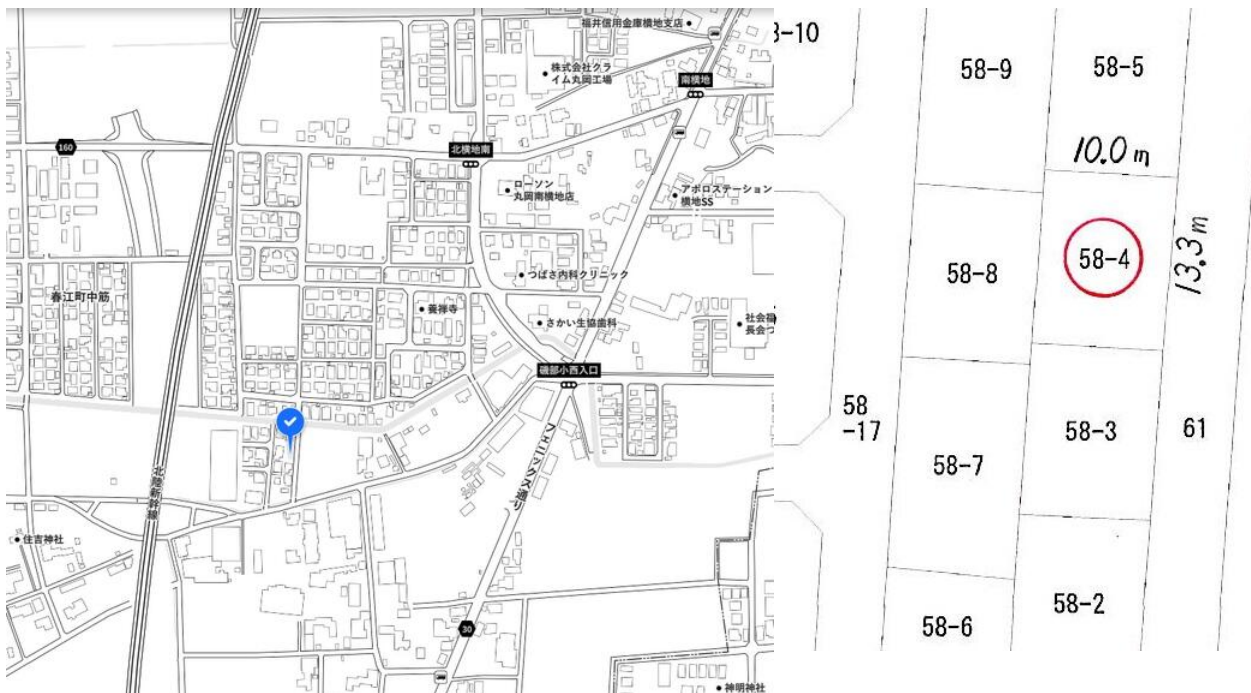 福井信用金庫横地支店
株式会社クラ
イム丸岡工場
南横地
160
北横地南
ローソン
丸岡南横地店
アポロステーション
横地SS
つばさ内科クリニック
春江町中筋
養祥寺
さかい生協歯科
社会福
長会つ
磯部小西入口
フェニックス通り
北陸新幹線
住吉神社
30
神明神社
3-10
58-9
58-5
10.0 m
58-8
58-4
13.3 m
58
-17
58-7
58-3
61
58-6
58-2